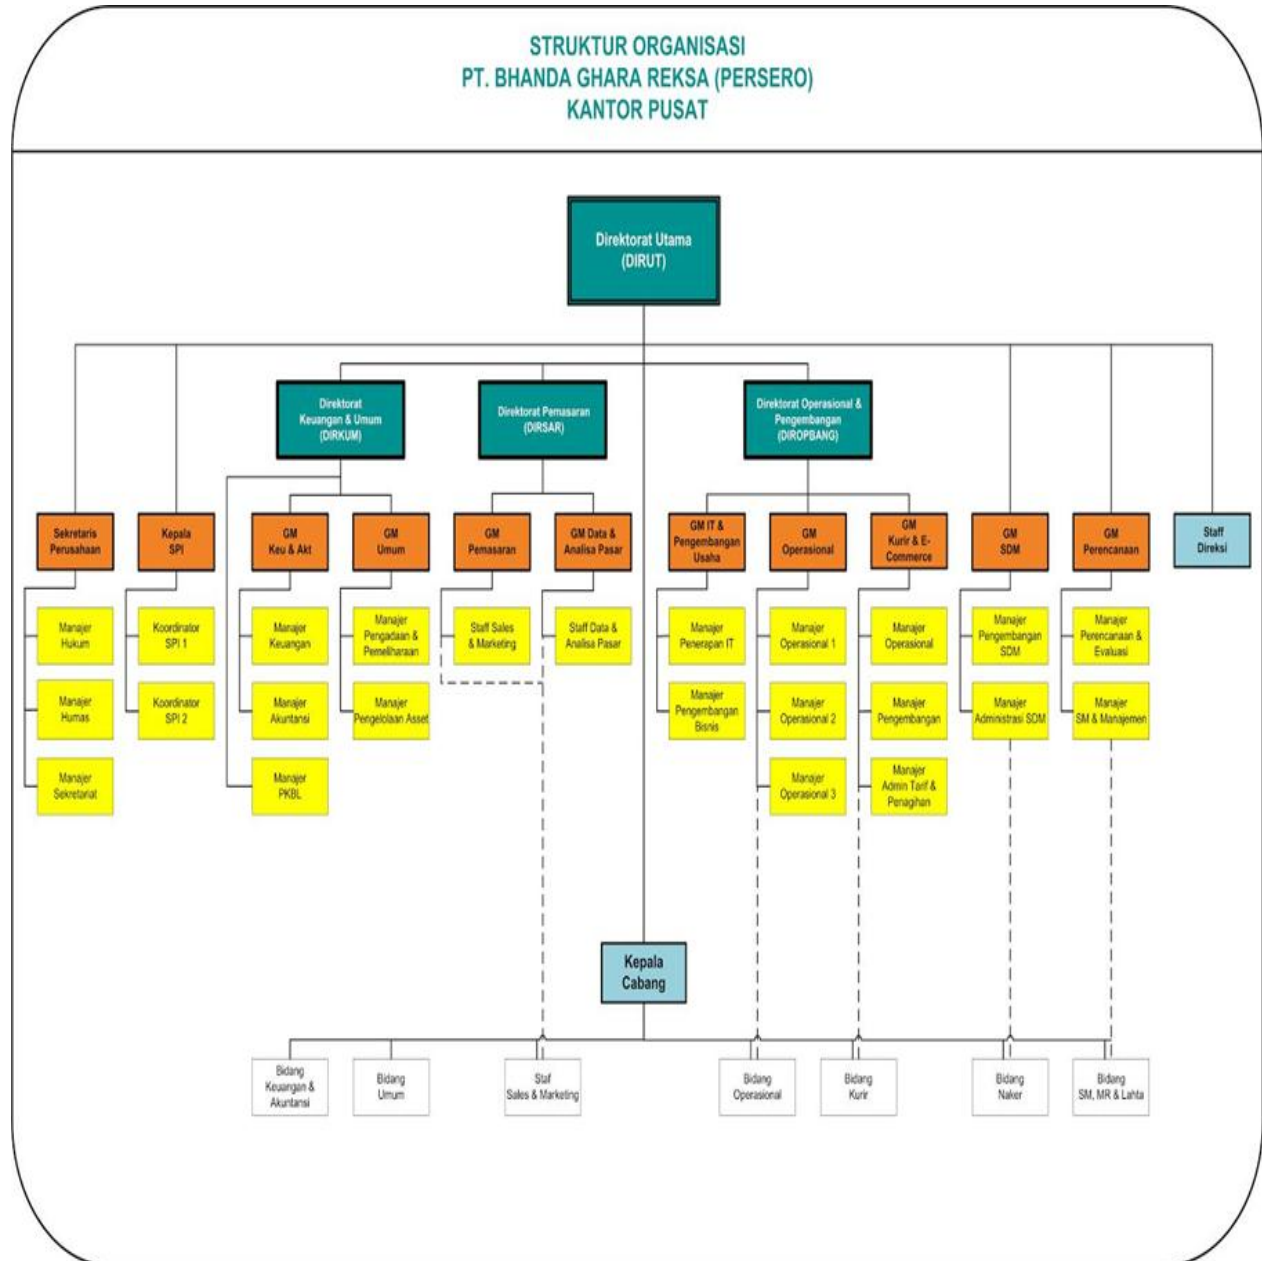 STRUKTUR ORGANISASI
PT. BHANDA GHARA REKSA (PERSERO)
KANTOR PUSAT
Direktorat Utama
(DIRUT)
Direktorat
Keuangan & Umum
(DIRKUM)
Direktorat Pemasaran
(DIRSAR)
Direktorat Operasional &
Pengembangan
(DIROPBANG)
Sekretaris
Perusahaan
Kepala
SPI
GM
Keu & Akt
GM
Umum
GM
Pemasaran
GM Data &
Analisa Pasar
GM IT &
Pengembangan
Usaha
GM
Operasional
GM
Kurir & E-
Commerce
GM
SDM
GM
Perencanaan
Staff
Direksi
Manajer
Hukum
Koordinator
SPI 1
Manajer
Keuangan
Manajer
Pengadaan &
Pemeliharaan
Staff Sales
& Marketing
Staff Data &
Analisa Pasar
Manajer
Penerapan IT
Manajer
Operasional 1
Manajer
Operasional
Manajer
Pengembangan
SDM
Manajer
Perencanaan &
Evaluasi
Manajer
Humas
Koordinator
SPI 2
Manajer
Akuntansi
Manajer
Pengelolaan Asset
Manajer
Pengembangan
Bisnis
Manajer
Operasional 2
Manajer
Pengembangan
Manajer
Administrasi SDM
Manajer
SM & Manajemen
Manajer
Sekretariat
Manajer
PKBL
Manajer
Operasional 3
Manajer
Admin Tarif &
Penagihan
Kepala
Cabang
Bidang
Keuangan &
Akuntansi
Bidang
Umum
Staf
Sales & Marketing
Bidang
Operasional
Bidang
Kurir
Bidang
Naker
Bidang
SM, MR & Lahta